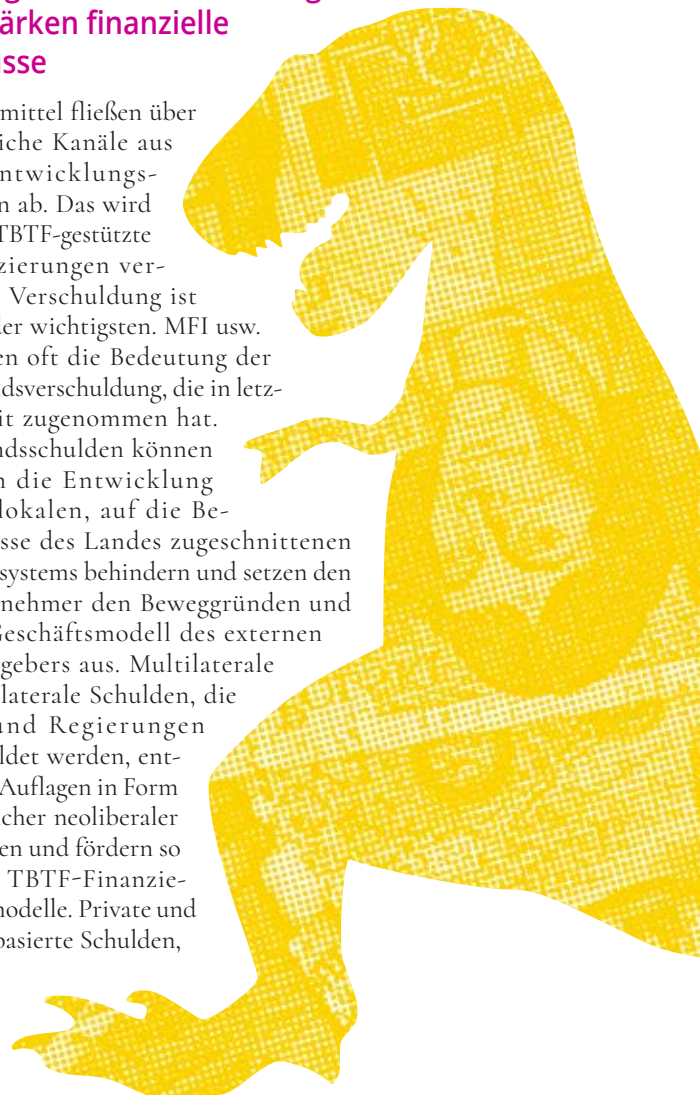 ärken finanzielle
sse
mittel fließen über
iche Kanäle aus
ntwicklungs-
n ab. Das wird
TBTF-gestützte
zierungen ver-
Verschuldung ist
der wichtigsten. MFI usw.
en oft die Bedeutung der
dsverschuldung, die in letz-
it zugenommen hat.
ndsschulden können
n die Entwicklung
lokalen, auf die Be-
sse des Landes zugeschnittenen
systems behindern und setzen den
nehmer den Beweggründen und
Geschäftsmodell des externen
gebers aus. Multilaterale
laterale Schulden, die
und Regierungen
ldet werden, ent-
Auflagen in Form
icher neoliberaler
en und fördern so
TBTF-Finanzie-
modelle. Private und
basierte Schulden,